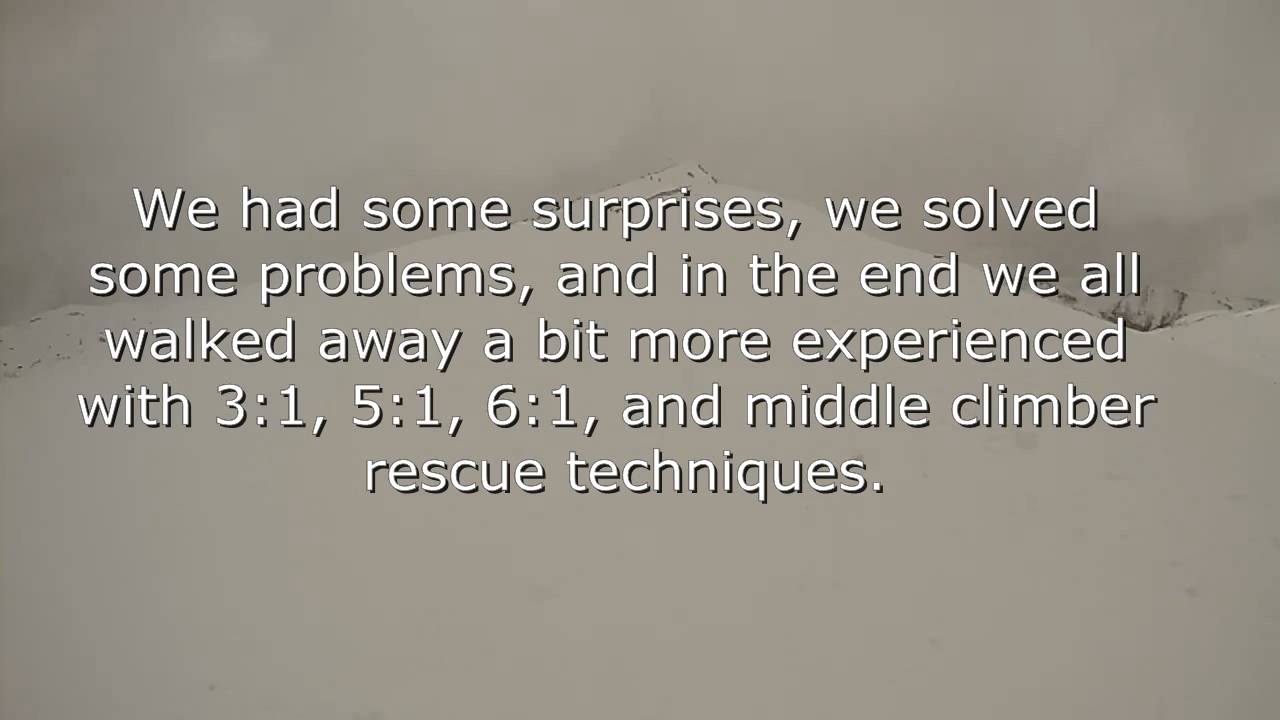 We had some surprises, we solved
some problems, and in the end we all
walked away a bit more experienced
with 3:1, 5:1, 6:1, and middle climber
rescue techniques.